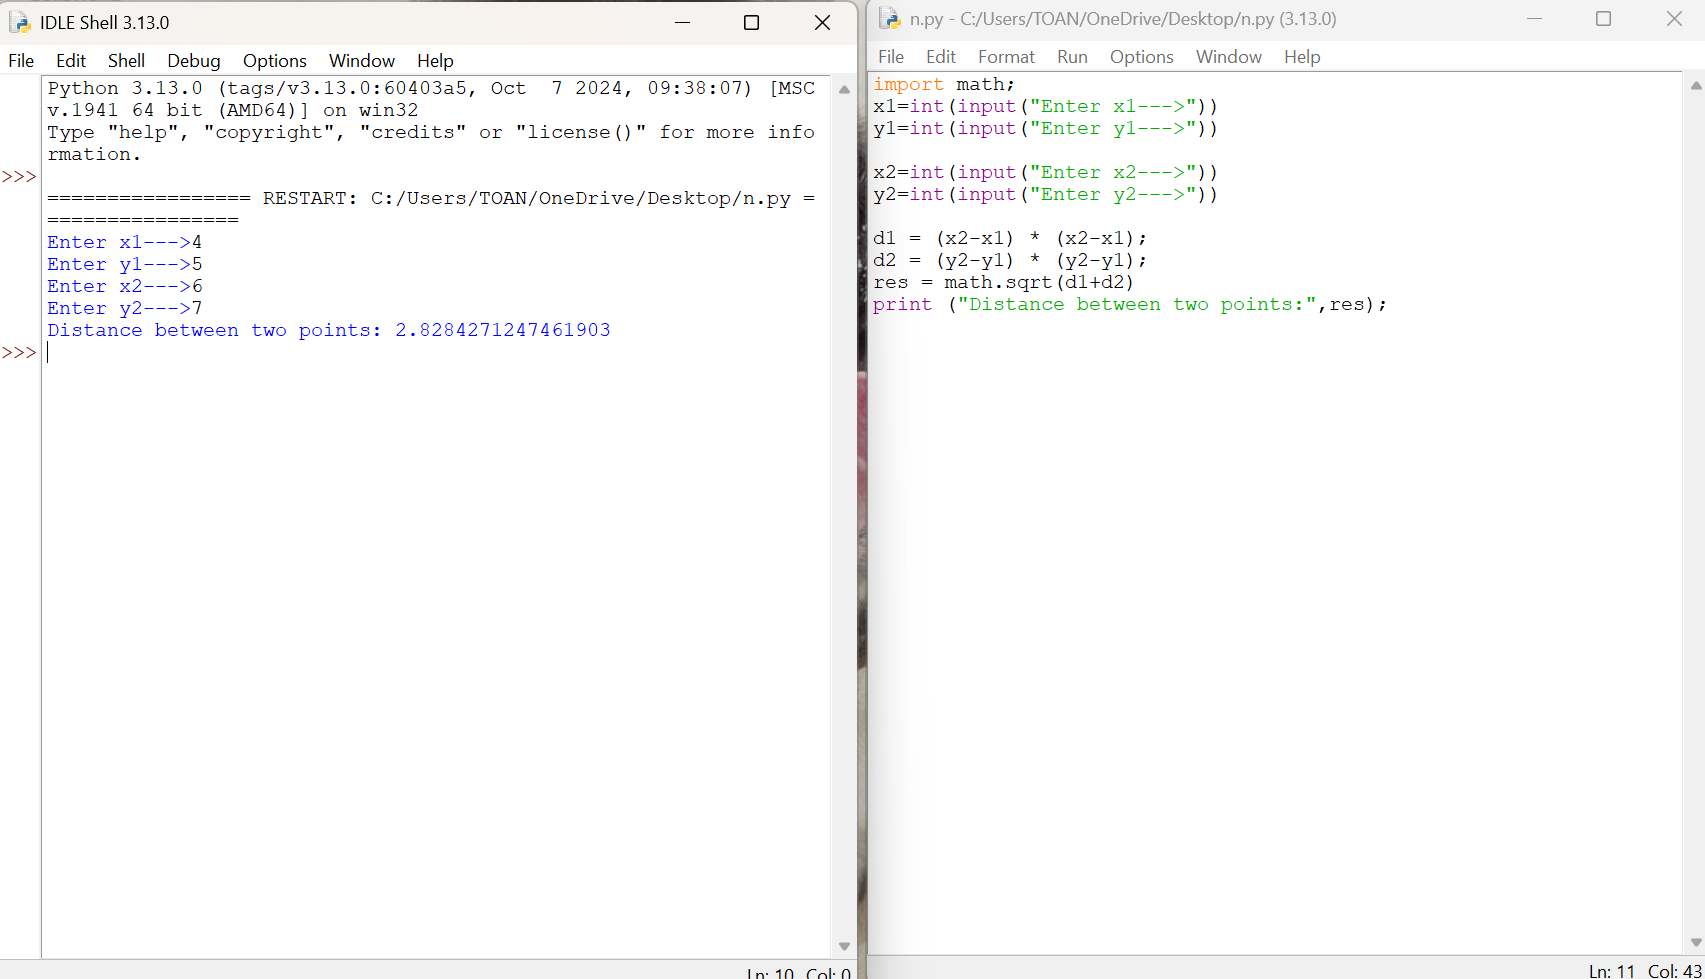 IDLE Shell 3.13.0
File Edit Shell Debug Options Window Help
Python 3.13.0 (tags/v3.13.0:60403a5, Oct  7 2024, 09:38:07) [MSC
v.1941 64 bit (AMD64)] on win32
Type "help", "copyright", "credits" or "license()" for more info
rmation.
>>>
================= RESTART: C:/Users/TOAN/OneDrive/Desktop/n.py =
================
Enter x1--->4
Enter y1--->5
Enter x2--->6
Enter y2--->7
Distance between two points: 2.8284271247461903
>>>
Ln: 10 Col: 0
n.py - C:/Users/TOAN/OneDrive/Desktop/n.py (3.13.0)
File Edit Format Run Options Window Help
import math;
x1=int(input("Enter x1--->"))
y1=int(input("Enter y1--->"))
x2=int(input("Enter x2--->"))
y2=int(input("Enter y2--->"))
d1 = (x2-x1) * (x2-x1);
d2 = (y2-y1) * (y2-y1);
res = math.sqrt(d1+d2)
print ("Distance between two points:",res);
Ln: 11 Col: 43